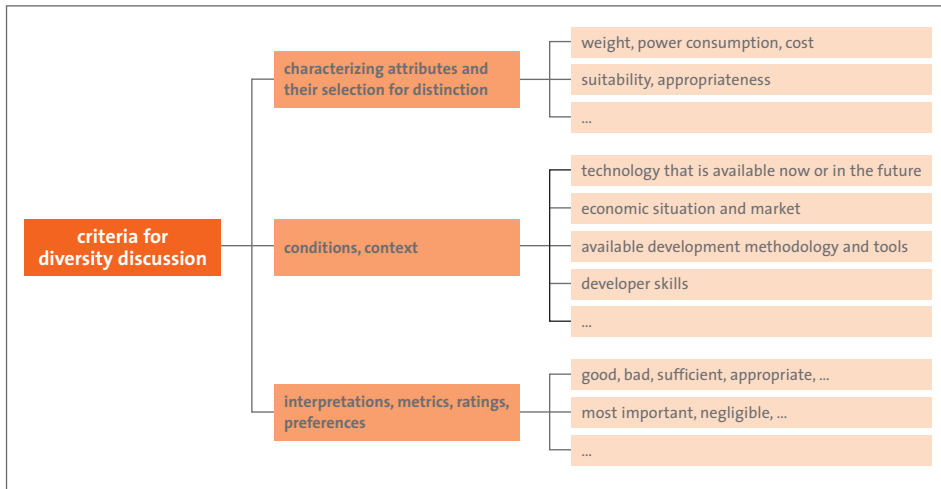 criteria for
diversity discussion
characterizing attributes and
their selection for distinction
weight, power consumption, cost
suitability, appropriateness
...
conditions, context
technology that is available now or in the future
economic situation and market
available development methodology and tools
developer skills
...
interpretations, metrics, ratings,
preferences
good, bad, sufficient, appropriate, ...
most important, negligible, ...
...